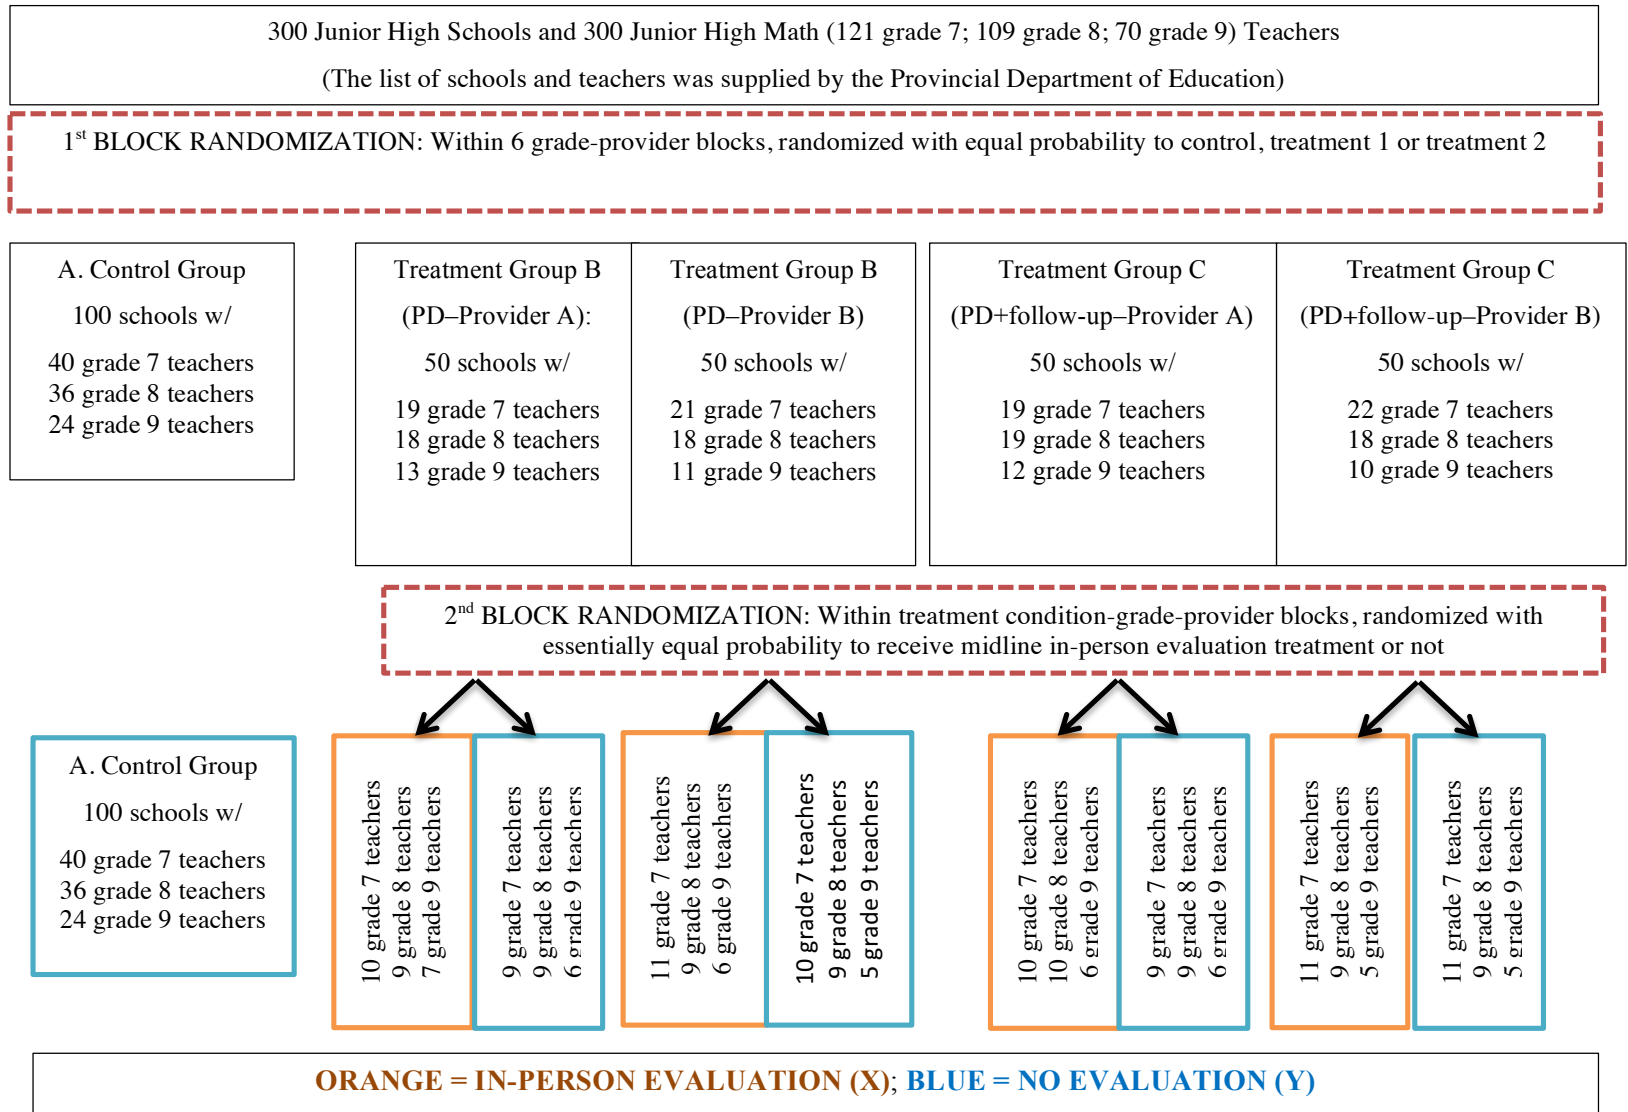 300 Junior High Schools and 300 Junior High Math (121 grade 7; 109 grade 8; 70 grade 9) Teachers
(The list of schools and teachers was supplied by the Provincial Department of Education)
1st BLOCK RANDOMIZATION: Within 6 grade-provider blocks, randomized with equal probability to control, treatment 1 or treatment 2
A. Control Group
100 schools w/
40 grade 7 teachers
36 grade 8 teachers
24 grade 9 teachers
Treatment Group B
(PD–Provider A):
50 schools w/
19 grade 7 teachers
18 grade 8 teachers
13 grade 9 teachers
Treatment Group B
(PD–Provider B)
50 schools w/
21 grade 7 teachers
18 grade 8 teachers
11 grade 9 teachers
Treatment Group C
(PD+follow-up–Provider A)
50 schools w/
19 grade 7 teachers
19 grade 8 teachers
12 grade 9 teachers
Treatment Group C
(PD+follow-up–Provider B)
50 schools w/
22 grade 7 teachers
18 grade 8 teachers
10 grade 9 teachers
2nd BLOCK RANDOMIZATION: Within treatment condition-grade-provider blocks, randomized with
essentially equal probability to receive midline in-person evaluation treatment or not
A. Control Group
100 schools w/
40 grade 7 teachers
36 grade 8 teachers
24 grade 9 teachers
10 grade 7 teachers
9 grade 8 teachers
7 grade 9 teachers
9 grade 7 teachers
9 grade 8 teachers
6 grade 9 teachers
11 grade 7 teachers
9 grade 8 teachers
6 grade 9 teachers
10 grade 7 teachers
9 grade 8 teachers
5 grade 9 teachers
10 grade 7 teachers
10 grade 8 teachers
6 grade 9 teachers
9 grade 7 teachers
9 grade 8 teachers
6 grade 9 teachers
11 grade 7 teachers
9 grade 8 teachers
5 grade 9 teachers
11 grade 7 teachers
9 grade 8 teachers
5 grade 9 teachers
ORANGE = IN-PERSON EVALUATION (X); BLUE = NO EVALUATION (Y)